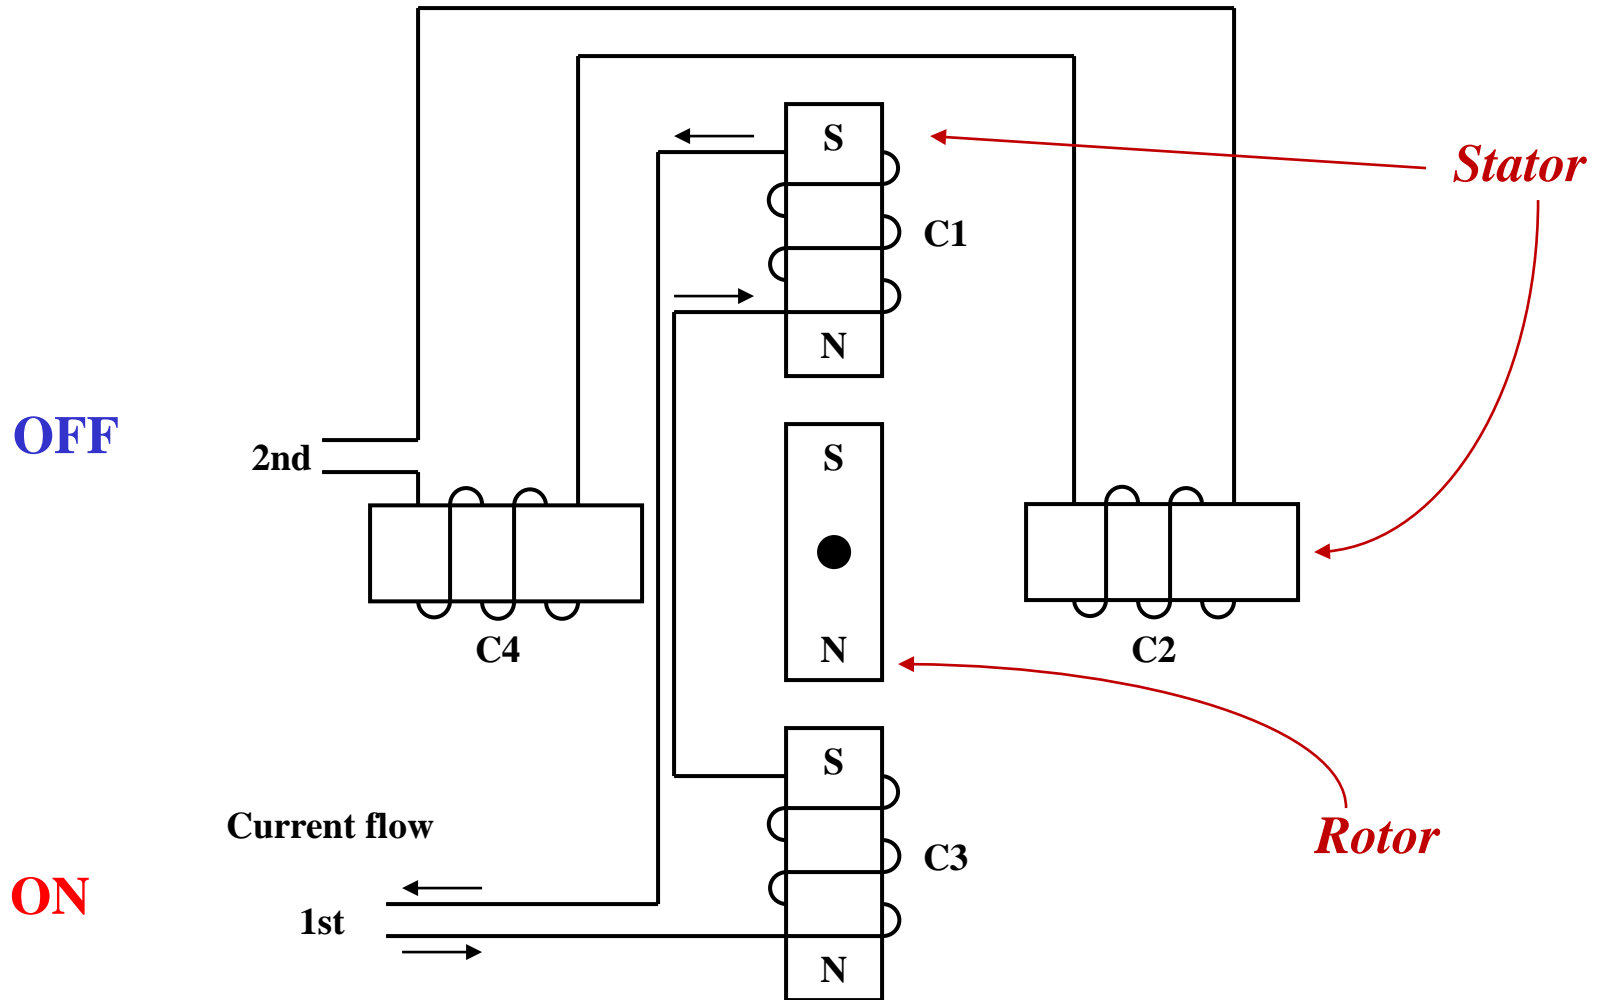 S
Stator
C1
N
OFF
2nd
S
C4
N
C2
S
Current flow
Rotor
C3
ON
1st
N